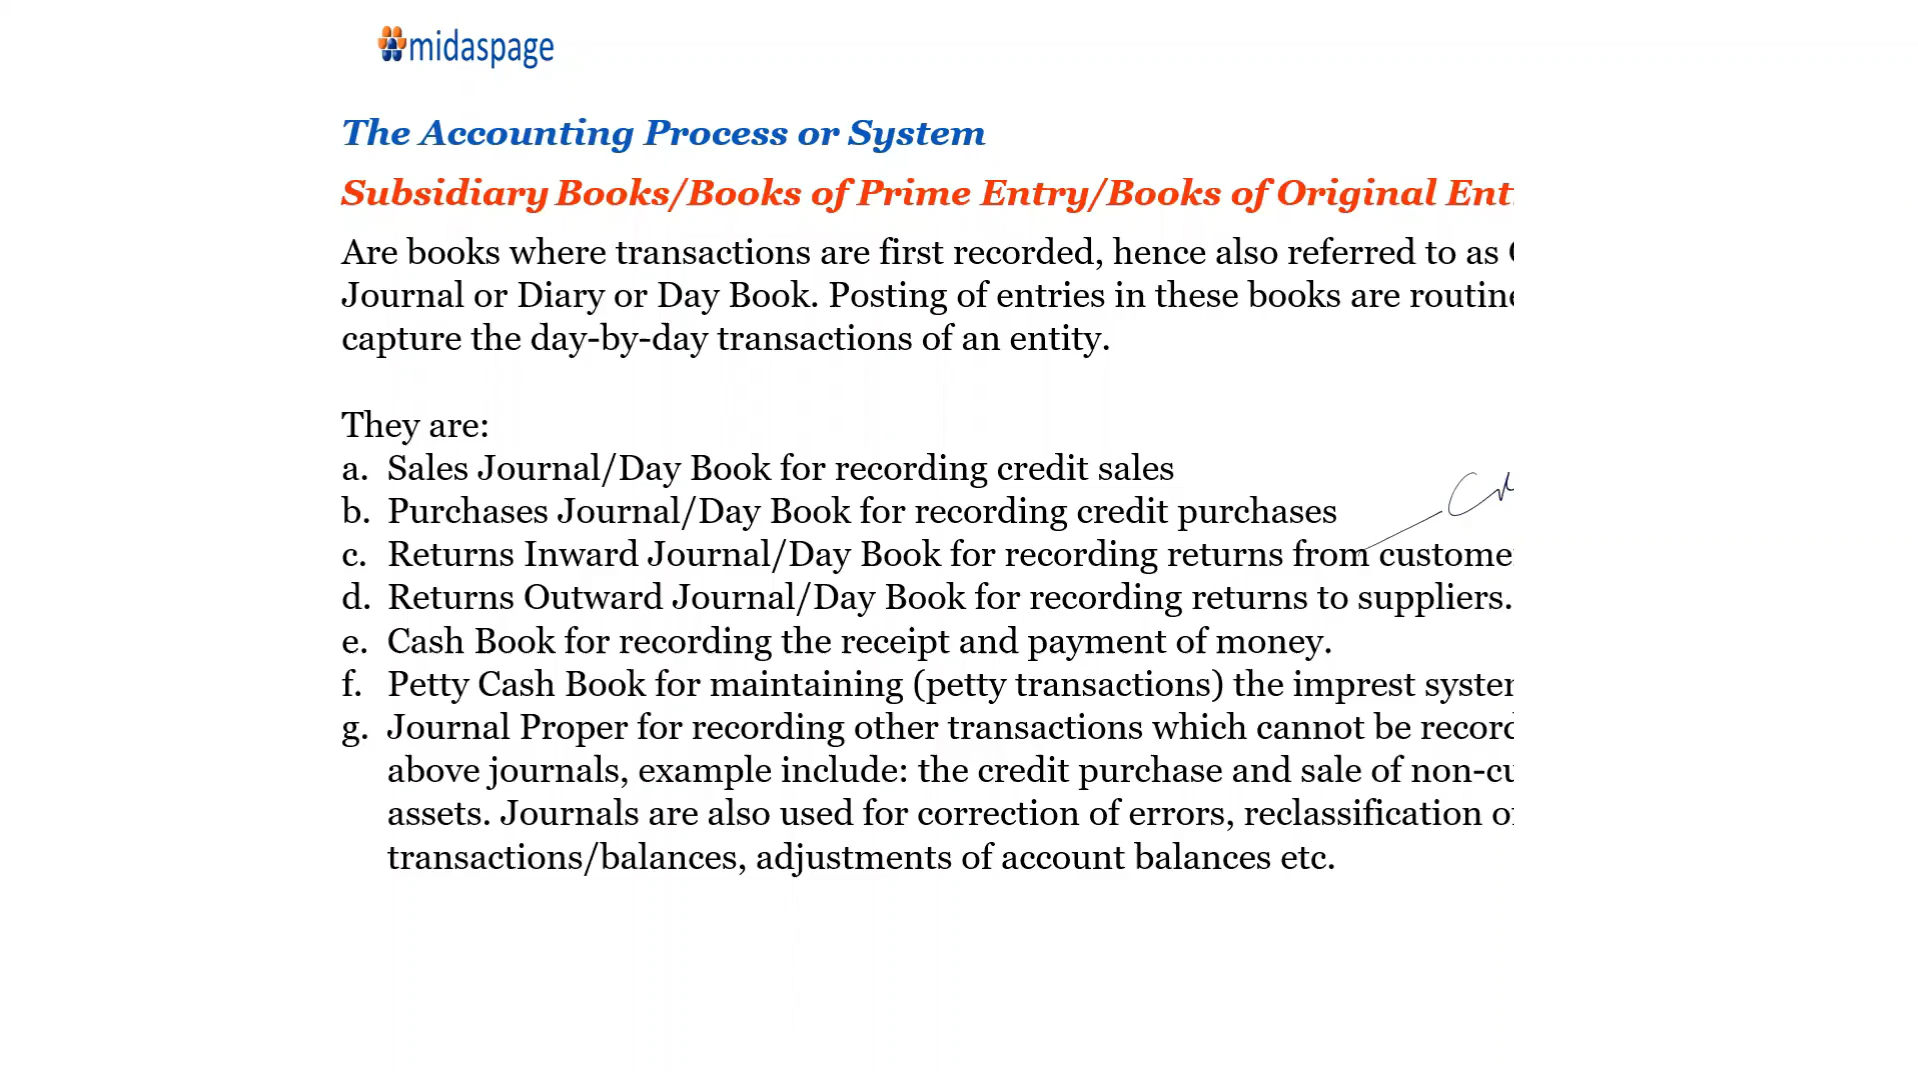 midaspage
The Accounting Process or System
Subsidiary Books/Books of Prime Entry/Books of Original
Are books where transactions are first recorded, hence also referred to as
Journal or Diary or Day Book. Posting of entries in these books are
capture the day-by-day transactions of an entity.
They are:
a. Sales Journal/Day Book for recording credit sales
b. Purchases Journal/Day Book for recording credit purchases
c. Returns Inward Journal/Day Book for recording returns from
d. Returns Outward Journal/Day Book for recording returns to suppliers.
e. Cash Book for recording the receipt and payment of money.
f. Petty Cash Book for maintaining (petty transactions) the imprest
g. Journal Proper for recording other transactions which cannot be
above journals, example include: the credit purchase and sale of
assets. Journals are also used for correction of errors, reclassification
transactions/balances, adjustments of account balances etc.